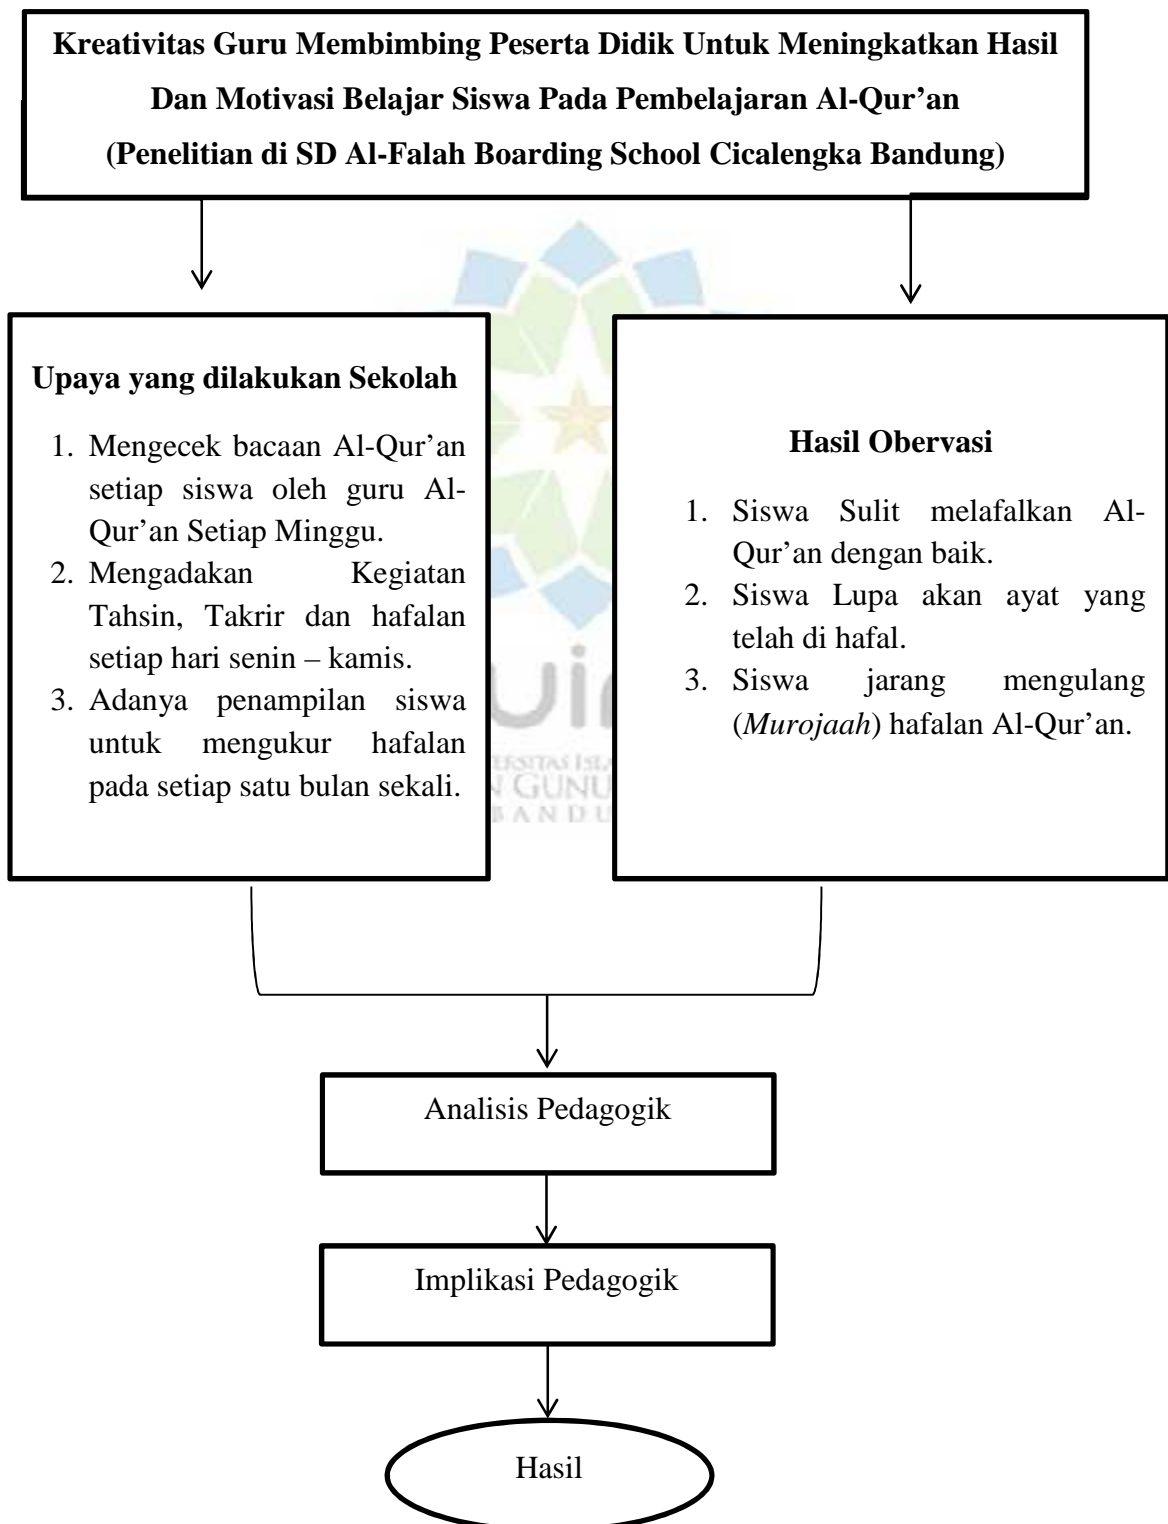 Kreativitas Guru Membimbing Peserta Didik Untuk Meningkatkan Hasil
Dan Motivasi Belajar Siswa Pada Pembelajaran Al-Qur’an
(Penelitian di SD Al-Falah Boarding School Cicalengka Bandung)
Upaya yang dilakukan Sekolah
1. Mengecek bacaan Al-Qur’an
setiap siswa oleh guru Al-
Qur’an Setiap Minggu.
2. Mengadakan Kegiatan
Tahsin, Takrir dan hafalan
setiap hari senin – kamis.
3. Adanya penampilan siswa
untuk mengukur hafalan
pada setiap satu bulan sekali.
Hasil Obervasi
1. Siswa Sulit melafalkan Al-
Qur’an dengan baik.
2. Siswa Lupa akan ayat yang
telah di hafal.
3. Siswa jarang mengulang
(Murojaah) hafalan Al-Qur’an.
Analisis Pedagogik
Implikasi Pedagogik
Hasil